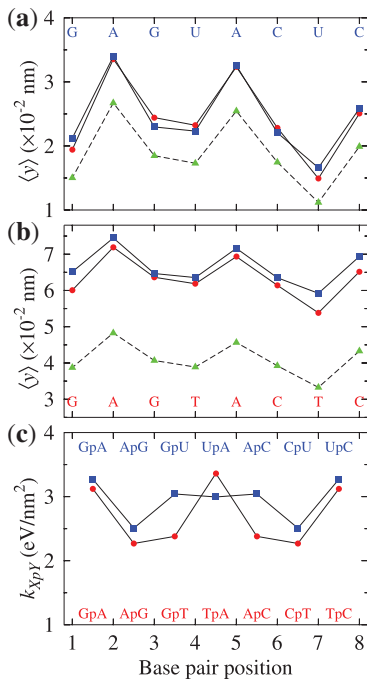 (a)
4
G A G U A C U C
3
2
1
⟨y⟩ (×10⁻² nm)
(b)
7
6
5
4
3
⟨y⟩ (×10⁻² nm)
G A G T A C T C
(c)
4
GpA ApG GpU UpA ApC CpU UpC
3
2
1
k_XpY (eV/nm²)
GpA ApG GpT TpA ApC CpT TpC
1 2 3 4 5 6 7 8
Base pair position